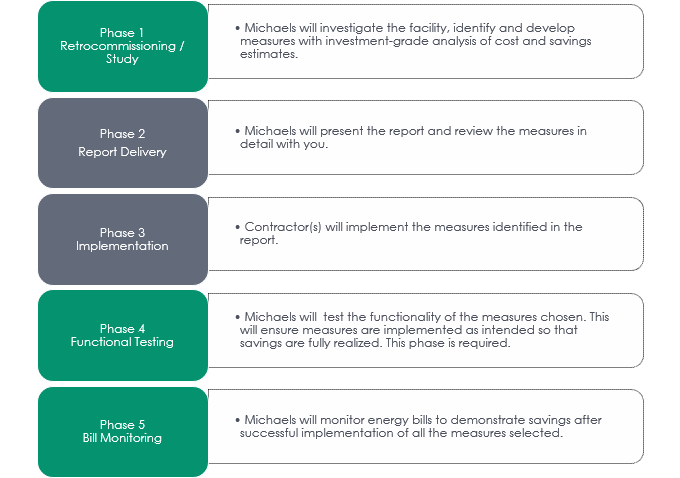 Phase 1
Retrocommissioning /
Study
• Michaels will investigate the facility, identify and develop
measures with investment-grade analysis of cost and savings
estimates.
Phase 2
Report Delivery
• Michaels will present the report and review the measures in
detail with you.
Phase 3
Implementation
• Contractor(s) will implement the measures identified in the
report.
Phase 4
Functional Testing
• Michaels will  test the functionality of the measures chosen. This
will ensure measures are implemented as intended so that
savings are fully realized. This phase is required.
Phase 5
Bill Monitoring
• Michaels will monitor energy bills to demonstrate savings after
successful implementation of all the measures selected.